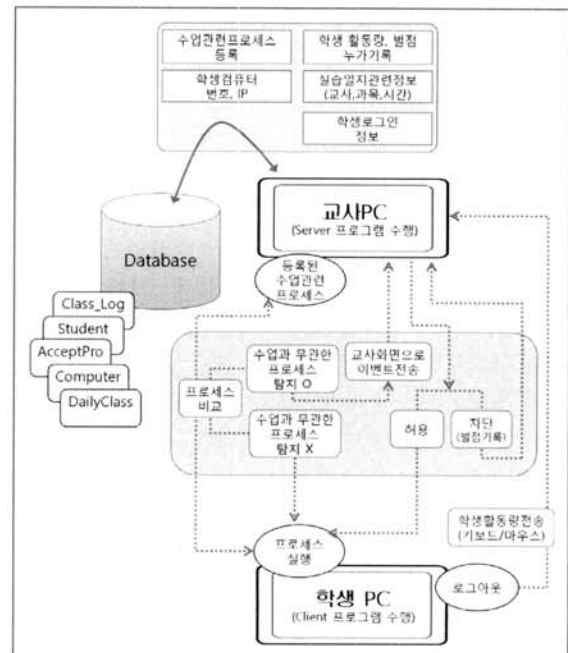 수업관련프로세스
등록
학생 활동량, 벌점
누가기록
학생컴퓨터
번호, IP
실습일지관련정보
(교사,과목,시간)
학생로그인
정보
교사PC
(Server 프로그램 수행)
Database
등록된
수업관련
프로세스
Class_Log
Student
AcceptPro
Computer
DailyClass
수업과 무관한
프로세스
탐지 O
교사화면으로
이벤트전송
프로세스
비교
수업과 무관한
프로세스
탐지 X
허용
차단
(벌점기록)
학생활동량전송
(키보드/마우스)
프로세스
실행
로그아웃
학생 PC
(Client 프로그램 수행)